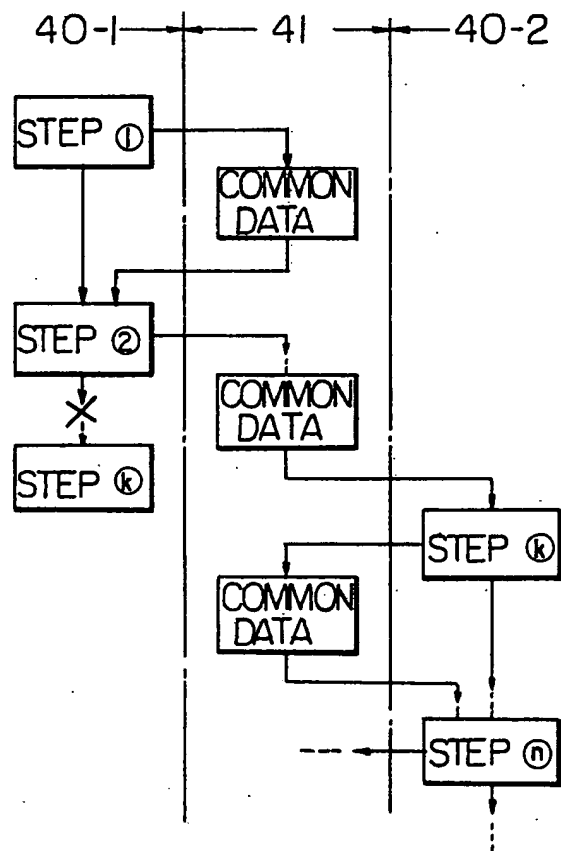 40-1 41 40-2
STEP ①
COMMON
DATA
STEP ②
COMMON
DATA
STEP ⓚ
STEP ⓚ
COMMON
DATA
STEP ⓝ